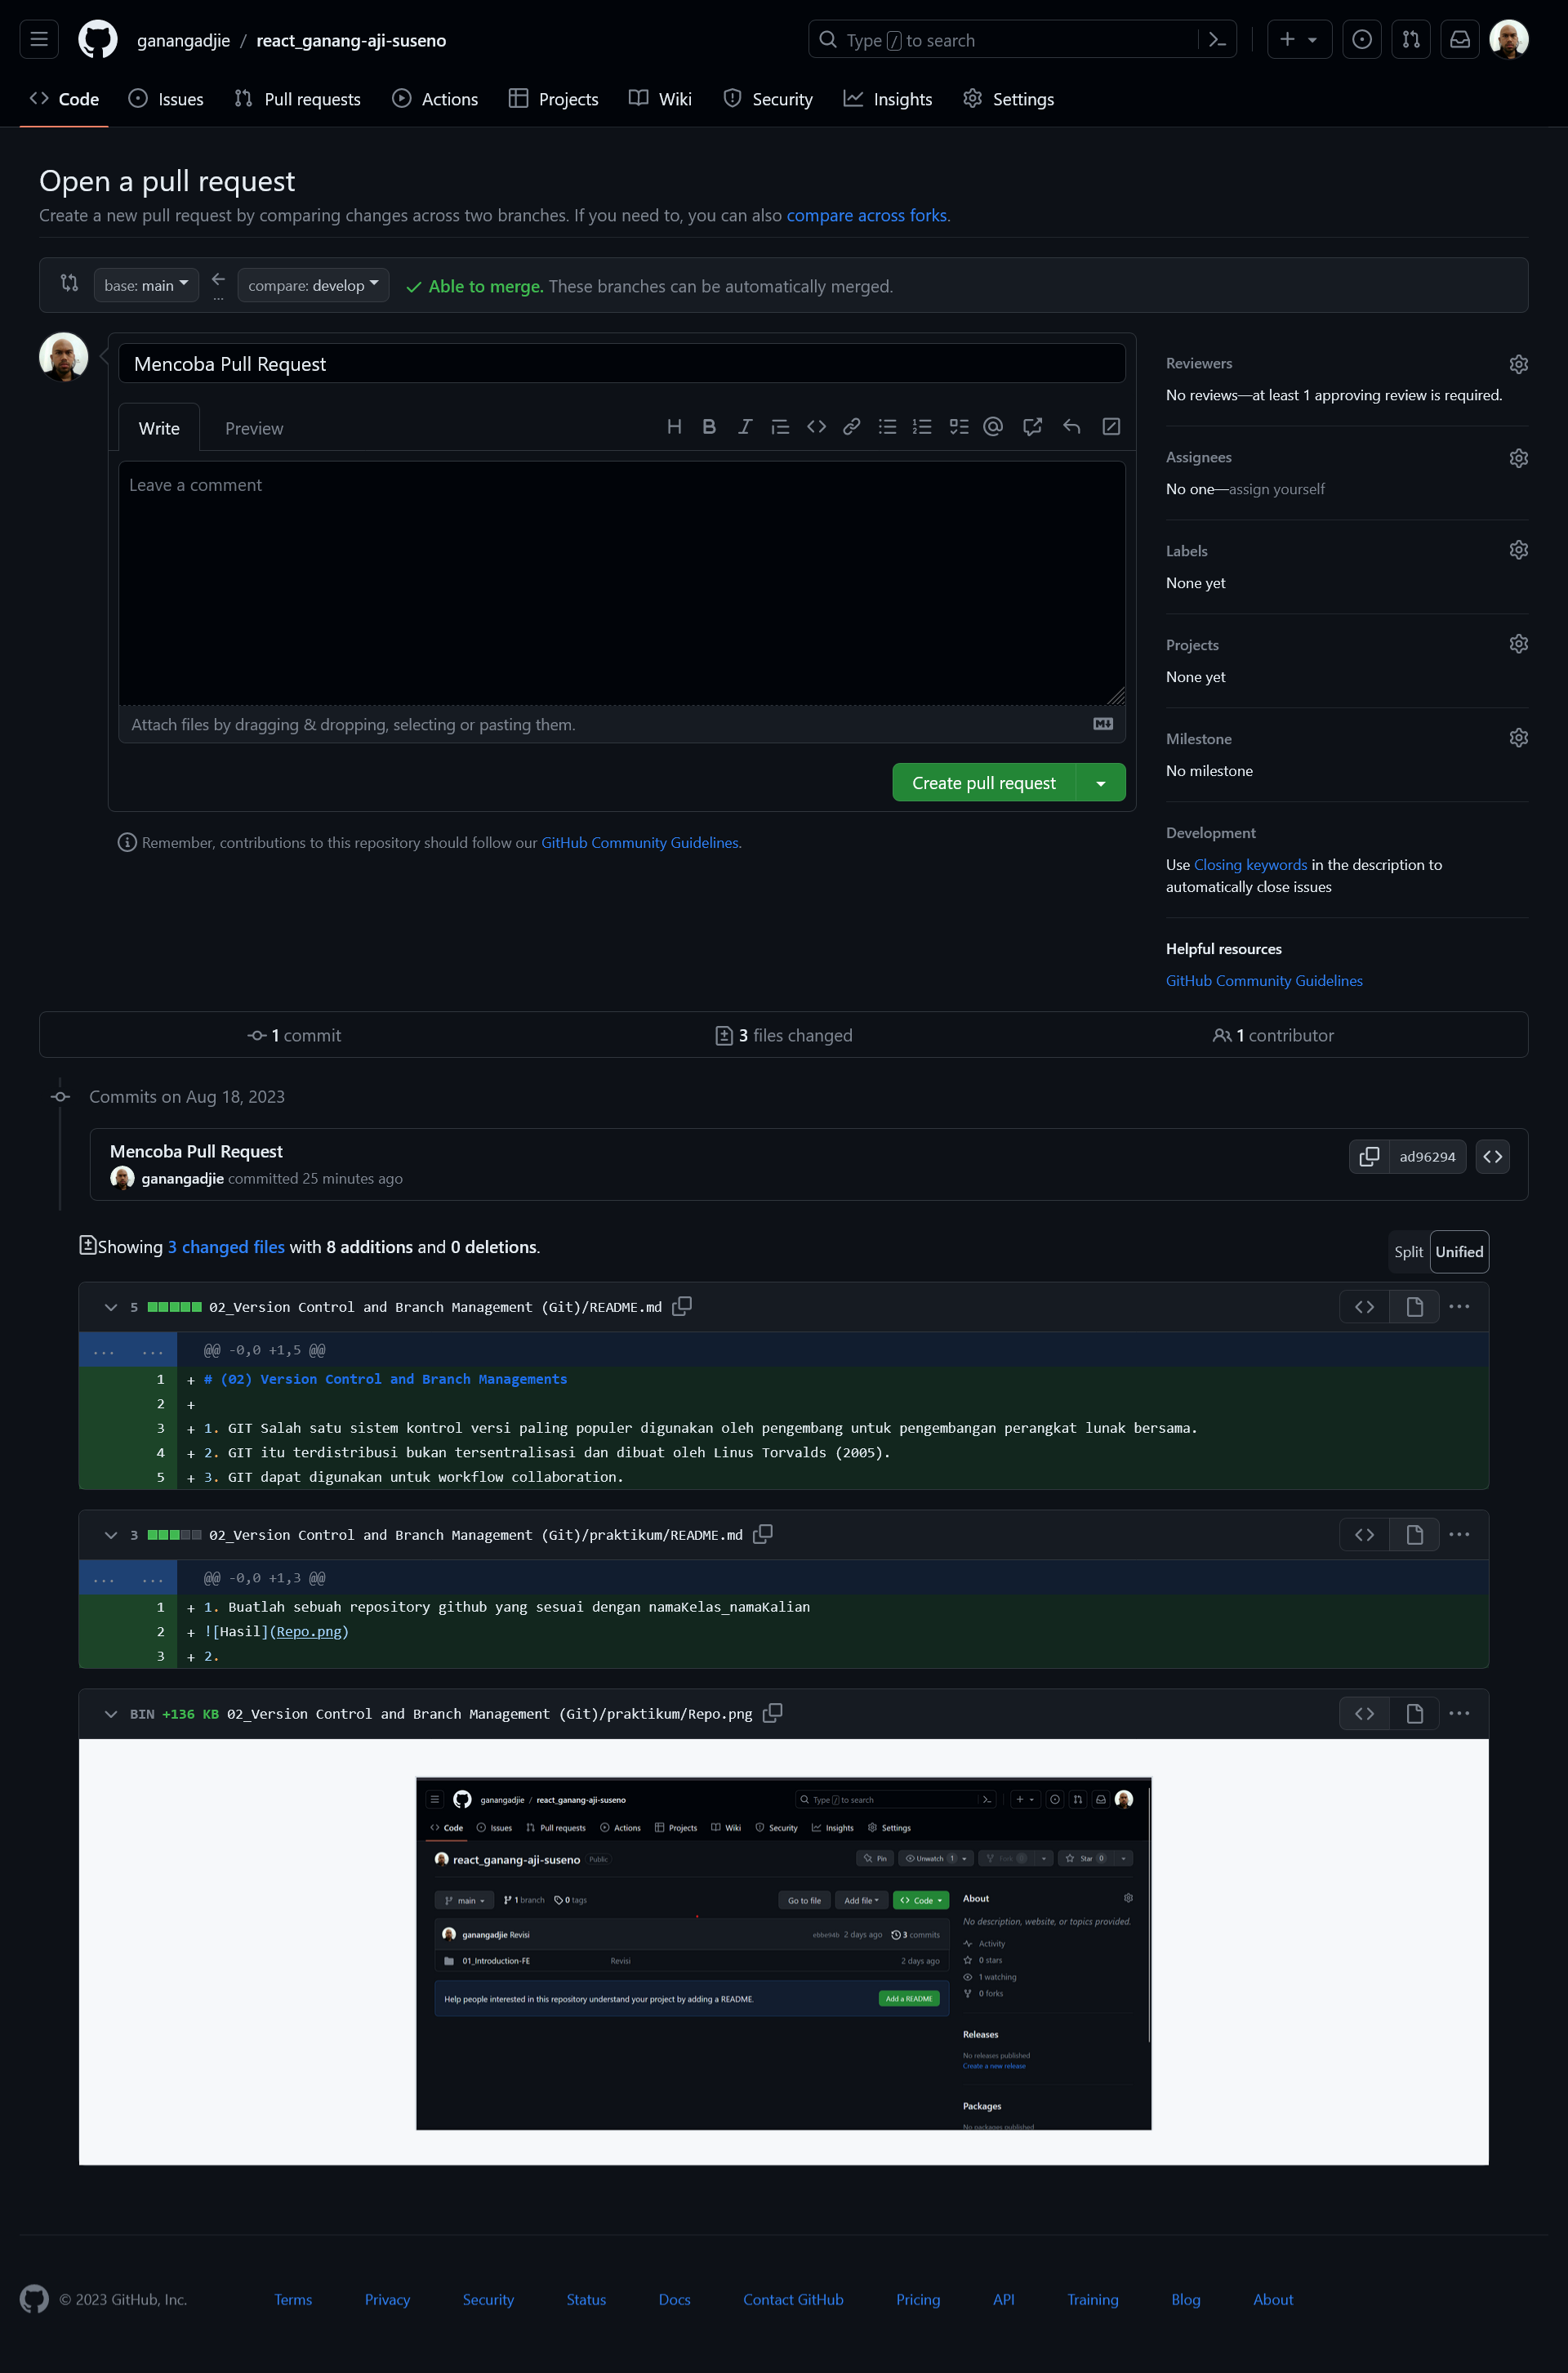 ganangadjie / react_ganang-aji-suseno
Type / to search
Code Issues Pull requests Actions Projects Wiki Security Insights Settings
Open a pull request
Create a new pull request by comparing changes across two branches. If you need to, you can also compare across forks.
base: main ... compare: develop Able to merge. These branches can be automatically merged.
Mencoba Pull Request
Write Preview
Leave a comment
Attach files by dragging & dropping, selecting or pasting them.
Create pull request
Remember, contributions to this repository should follow our GitHub Community Guidelines.
Reviewers
No reviews—at least 1 approving review is required.
Assignees
No one—assign yourself
Labels
None yet
Projects
None yet
Milestone
No milestone
Development
Use Closing keywords in the description to
automatically close issues
Helpful resources
GitHub Community Guidelines
1 commit 3 files changed 1 contributor
Commits on Aug 18, 2023
Mencoba Pull Request
ganangadjie committed 25 minutes ago
ad96294
Showing 3 changed files with 8 additions and 0 deletions.
Split Unified
5 02_Version Control and Branch Management (Git)/README.md
... ... @@ -0,0 +1,5 @@
1 + # (02) Version Control and Branch Managements
2 +
3 + 1. GIT Salah satu sistem kontrol versi paling populer digunakan oleh pengembang untuk pengembangan perangkat lunak bersama.
4 + 2. GIT itu terdistribusi bukan tersentralisasi dan dibuat oleh Linus Torvalds (2005).
5 + 3. GIT dapat digunakan untuk workflow collaboration.
3 02_Version Control and Branch Management (Git)/praktikum/README.md
... ... @@ -0,0 +1,3 @@
1 + 1. Buatlah sebuah repository github yang sesuai dengan namaKelas_namaKalian
2 + ![Hasil](Repo.png)
3 + 2.
BIN +136 KB 02_Version Control and Branch Management (Git)/praktikum/Repo.png
ganangadjie / react_ganang-aji-suseno
Type / to search
Code Issues Pull requests Actions Projects Wiki Security Insights Settings
react_ganang-aji-suseno Public
Pin Unwatch 1 Fork 0 Star 0
main 1 branch 0 tags Go to file Add file Code
ganangadjie Revisi 2 days ago 3 commits
01_Introduction-FE Revisi 2 days ago
Help people interested in this repository understand your project by adding a README. Add a README
About
No description, website, or topics provided.
Activity
0 stars
1 watching
0 forks
Releases
No releases published
Create a new release
Packages
No packages published
© 2023 GitHub, Inc. Terms Privacy Security Status Docs Contact GitHub Pricing API Training Blog About